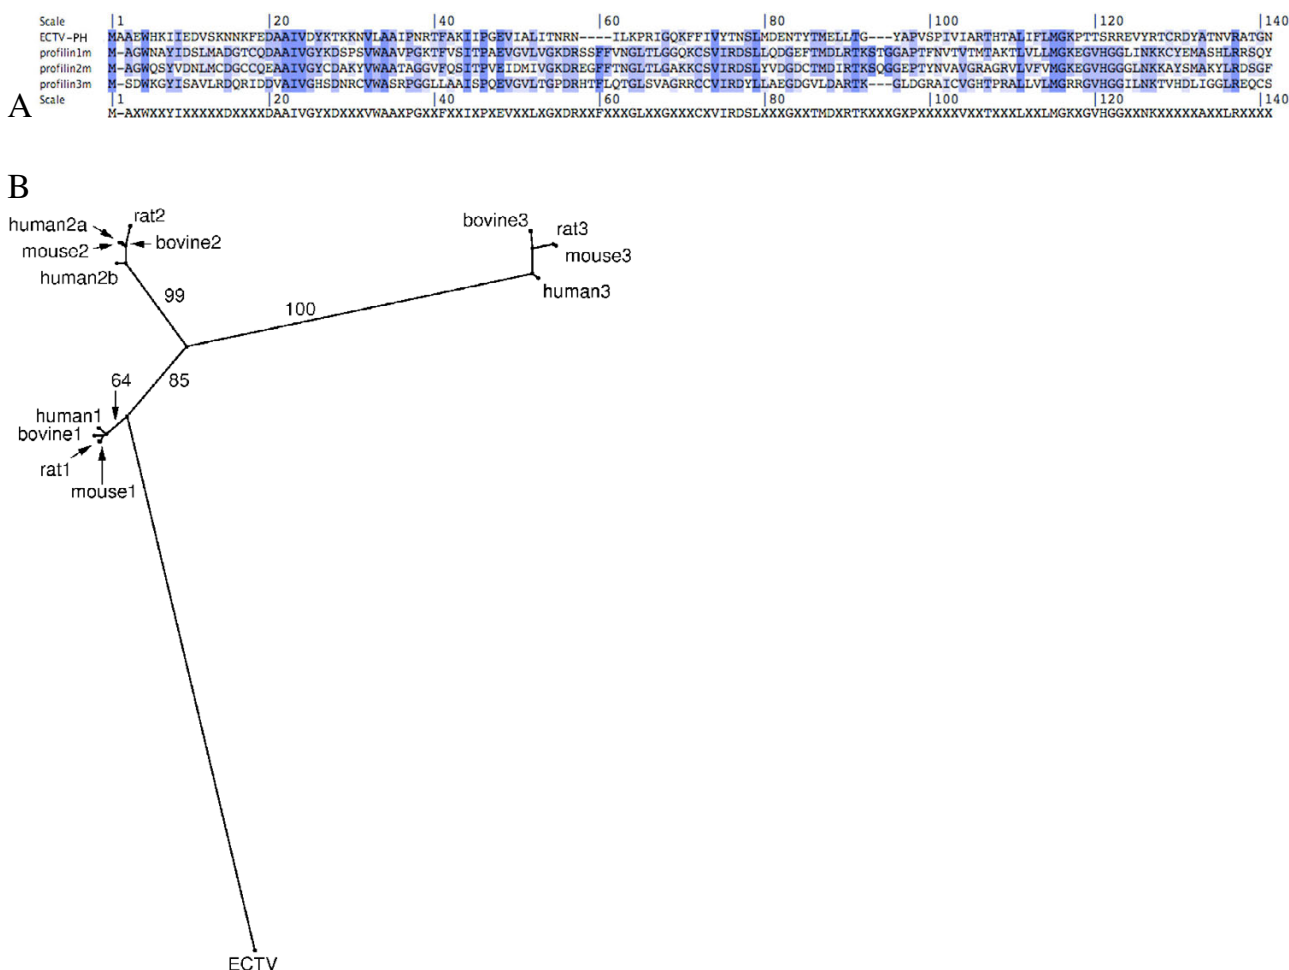 Scale |1 |20 |40 |60 |80 |100 |120 |140
ECTV-PH MAAEWHKIIEDVSKNNKFEDAAIVDYKTKKNVLAAIPNRTFAKIIPGEVIALITNRN----ILKPRIGQKFFIVYTNSLMDENTYTMELLTG---YAPVSPIVIARTHTALIFLMGKPTTSRREVYRTCRDYATNVRATGN
profilin1m M-AGWNAYIDSLMADGTCQDAAIVGYKDSPSVWAAVPGKTFVSITPAEVGVLVGKDRSSFFVNGLTLGGQKCSVIRDSLLQDGEFTMDLRTKSTGGAPTFNVTVTMTAKTLVLLMGKEGVHGGLINKKCYEMASHLRRSQY
profilin2m M-AGWQSYVDNLMCDGCCQEAAIVGYCDAKYVWAATAGGVFQSITPVEIDMIVGKDREGFFTNGLTLGAKKCSVIRDSLYVDGDCTMDIRTKSQGGEPTYNVAVGRAGRVLVFVMGKEGVHGGGLNKKAYSMAKYLRDSGF
profilin3m M-SDWKGYISAVLRDQRIDDVAIVGHSDNRCVWASRPGGLLAAISPQEVGVLTGPDRHTFLQTGLSVAGRRCCVIRDYLLAEGDGVLDARTK---GLDGRAICVGHTPRALLVLMGRRGVHGGILNKTVHDLIGGLREQCS
Scale |1 |20 |40 |60 |80 |100 |120 |140
M-AXWXXYIXXXXXXDXXXXDAAIVGYXDXXXVWAAXPGXXFXXIXPXEVXXLXGXDRXXFXXXGLXXGXXXCXVIRDSLXXXGXXTMDXRTKXXXGXPXXXXXVXXTXXXLXXLMGKXGVHGGXXNKXXXXXAXXLRXXXX
A
B
rat2
human2a
mouse2
bovine2
human2b
bovine3
rat3
mouse3
human3
99
100
64
85
human1
bovine1
rat1
mouse1
ECTV